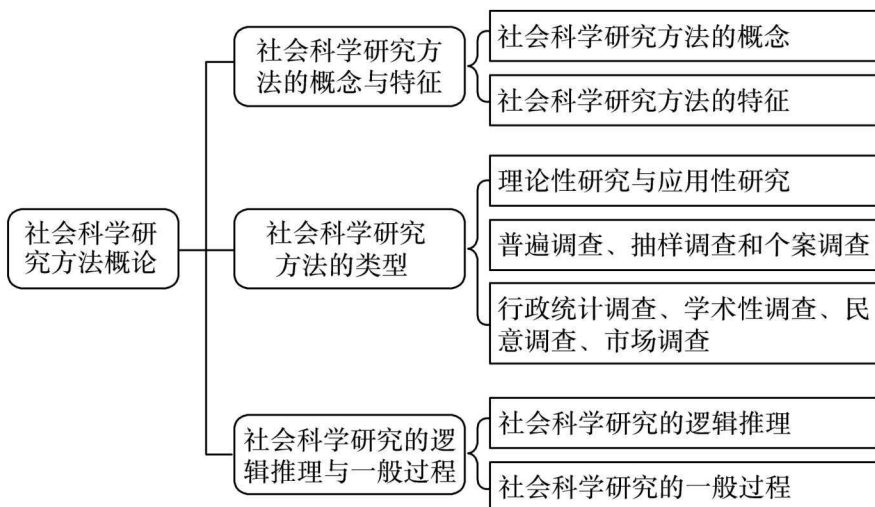 社会科学研
究方法概论
社会科学研究方
法的概念与特征
社会科学研究方法的概念
社会科学研究方法的特征
社会科学研究
方法的类型
理论性研究与应用性研究
普遍调查、抽样调查和个案调查
行政统计调查、学术性调查、民
意调查、市场调查
社会科学研究的逻
辑推理与一般过程
社会科学研究的逻辑推理
社会科学研究的一般过程